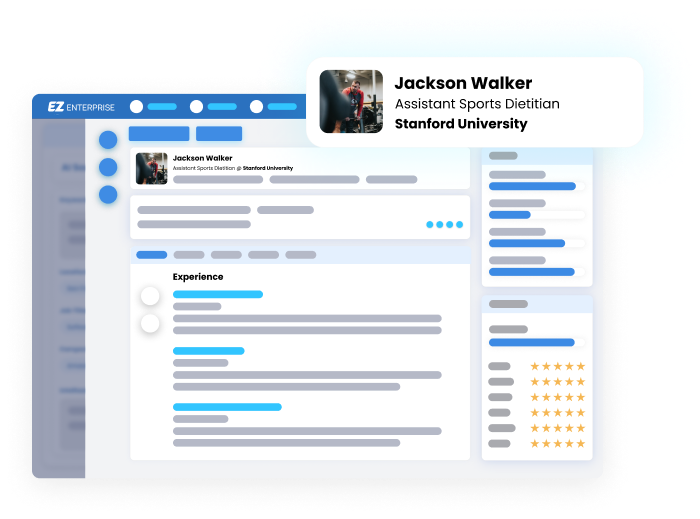 Jackson Walker
Assistant Sports Dietitian
Stanford University
EZ ENTERPRISE
Jackson Walker
Assistant Sports Dietitian @ Stanford University
Experience